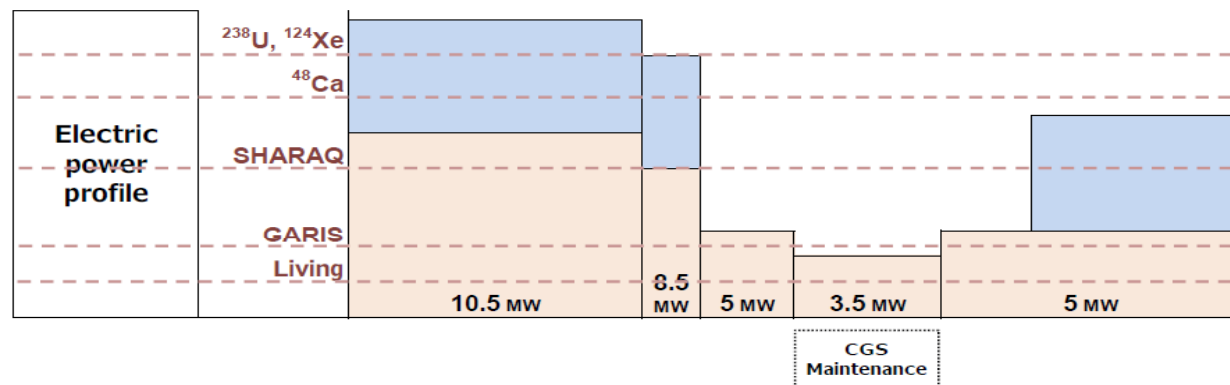 Electric
power
profile
²³⁸U, ¹²⁴Xe
⁴⁸Ca
SHARAQ
GARIS
Living
10.5 MW
8.5
MW
5 MW
3.5 MW
5 MW
CGS
Maintenance